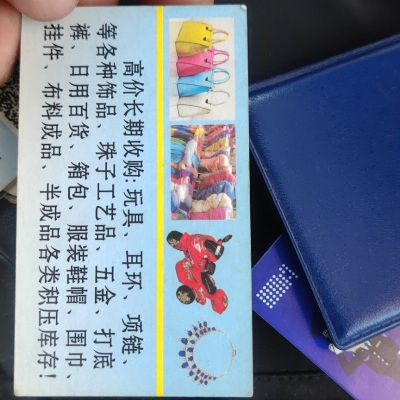 高价长期收购:玩具、耳环、项链、
等各种饰品、珠子工艺品 五金、打底
裤、日用百货、箱包、服装鞋帽、围巾、
挂件、布料成品、半成品各类积压库存!